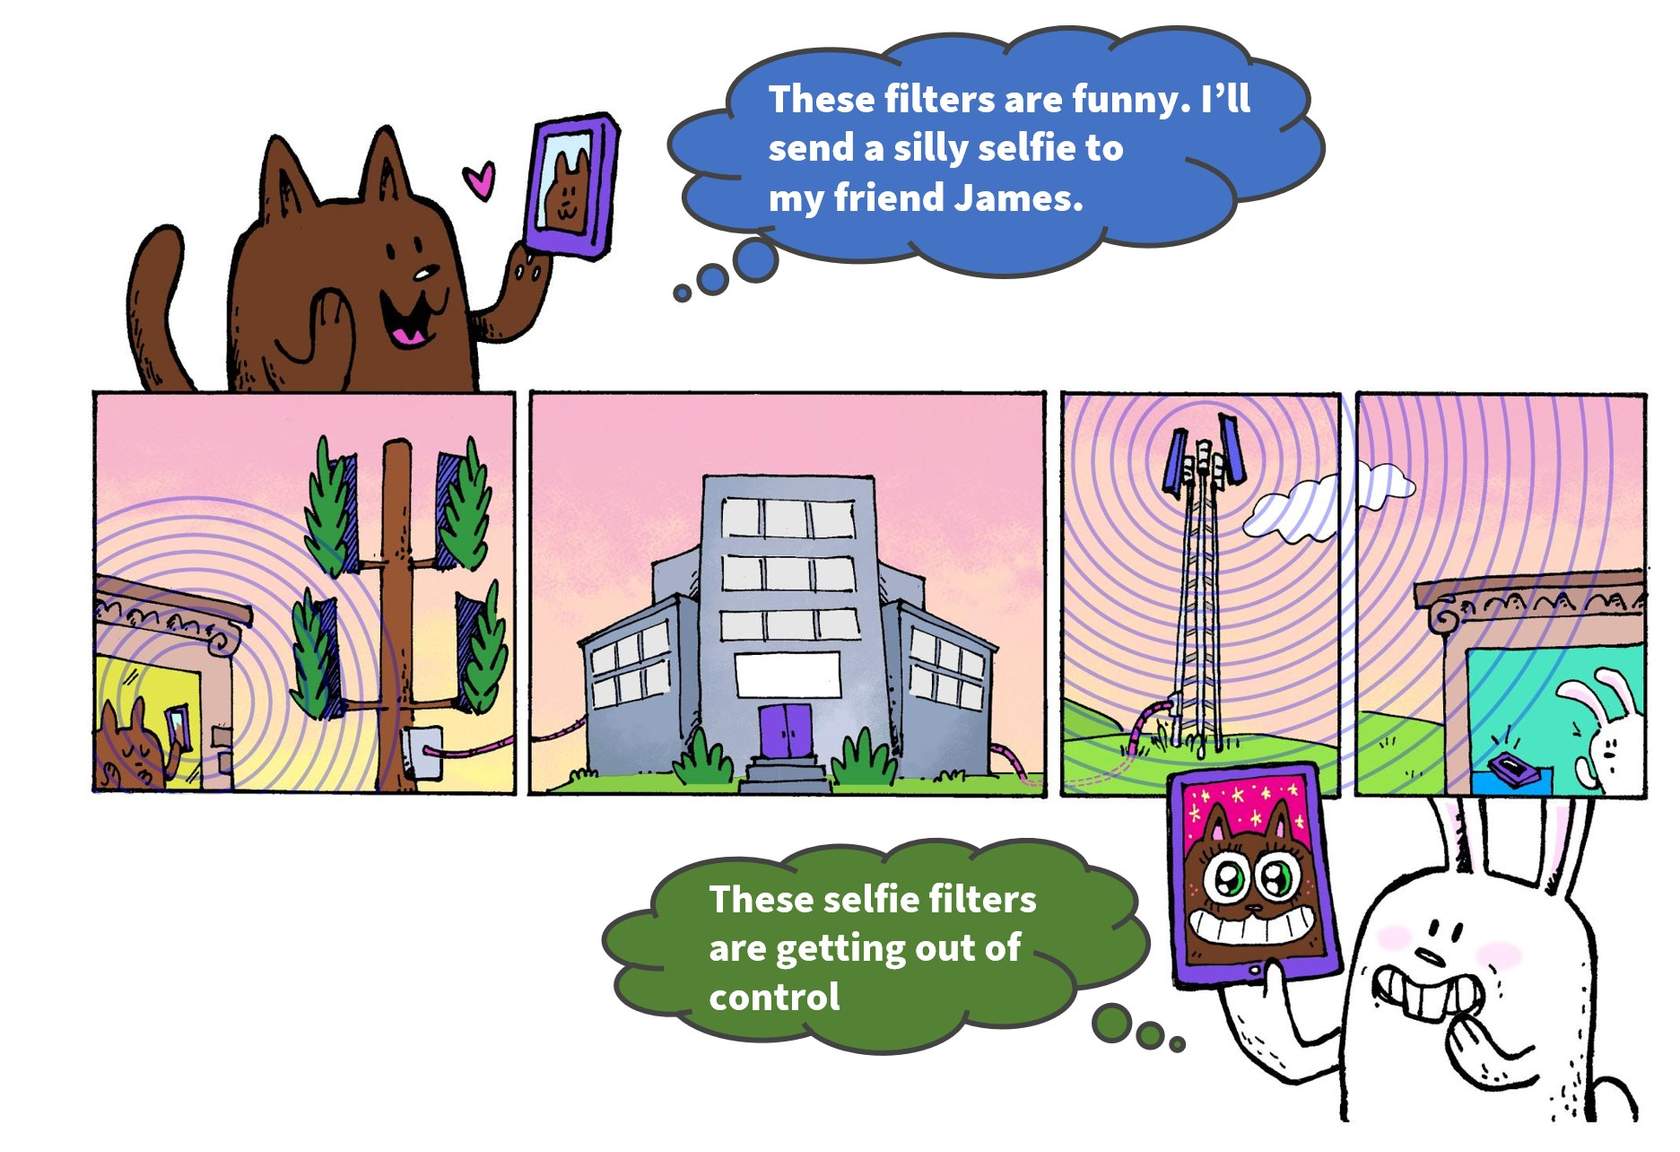 These filters are funny. I’ll
send a silly selfie to
my friend James.
These selfie filters
are getting out of
control